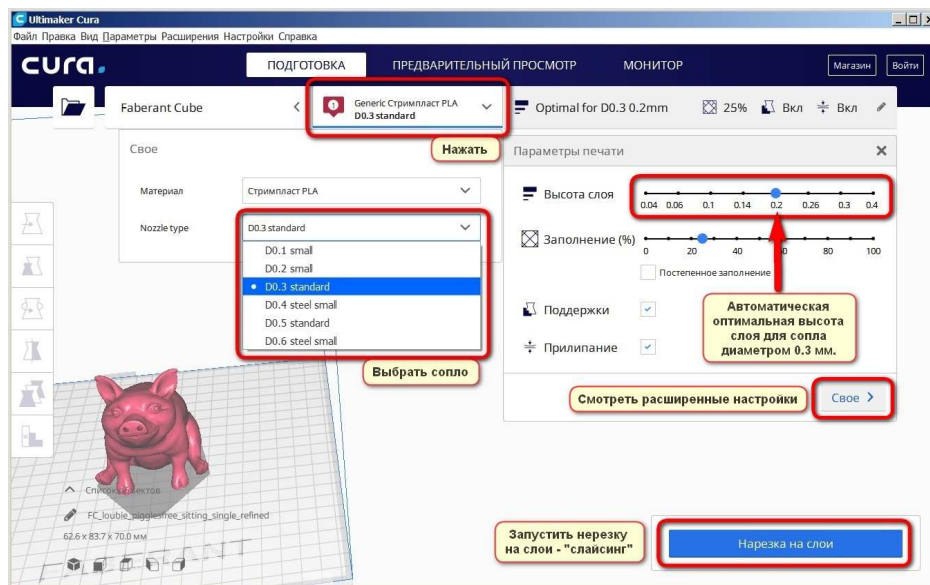 Ultimaker Cura
Файл Правка Вид Параметры Расширения Настройки Справка
cura.
ПОДГОТОВКА
ПРЕДВАРИТЕЛЬНЫЙ ПРОСМОТР
МОНИТОР
Магазин
Войти
Faberant Cube
1
Generic Стримпласт PLA
D0.3 standard
Optimal for D0.3 0.2mm
25%
Вкл
Вкл
Нажать
Свое
Материал
Стримпласт PLA
Nozzle type
D0.3 standard
D0.1 small
D0.2 small
D0.3 standard
D0.4 steel small
D0.5 standard
D0.6 steel small
Выбрать сопло
Параметры печати
Высота слоя
0.04 0.06 0.1 0.14 0.2 0.26 0.3 0.4
Заполнение (%)
0 20 40 60 80 100
Постепенное заполнение
Поддержки
Прилипание
Автоматическая
оптимальная высота
слоя для сопла
диаметром 0.3 мм.
Смотреть расширенные настройки
Свое
Список объектов
FC_loubie_wigglesfree_sitting_single_refined
62.6 x 83.7 x 70.0 мм
Запустить нерезку
на слои - "слайсинг"
Нарезка на слои